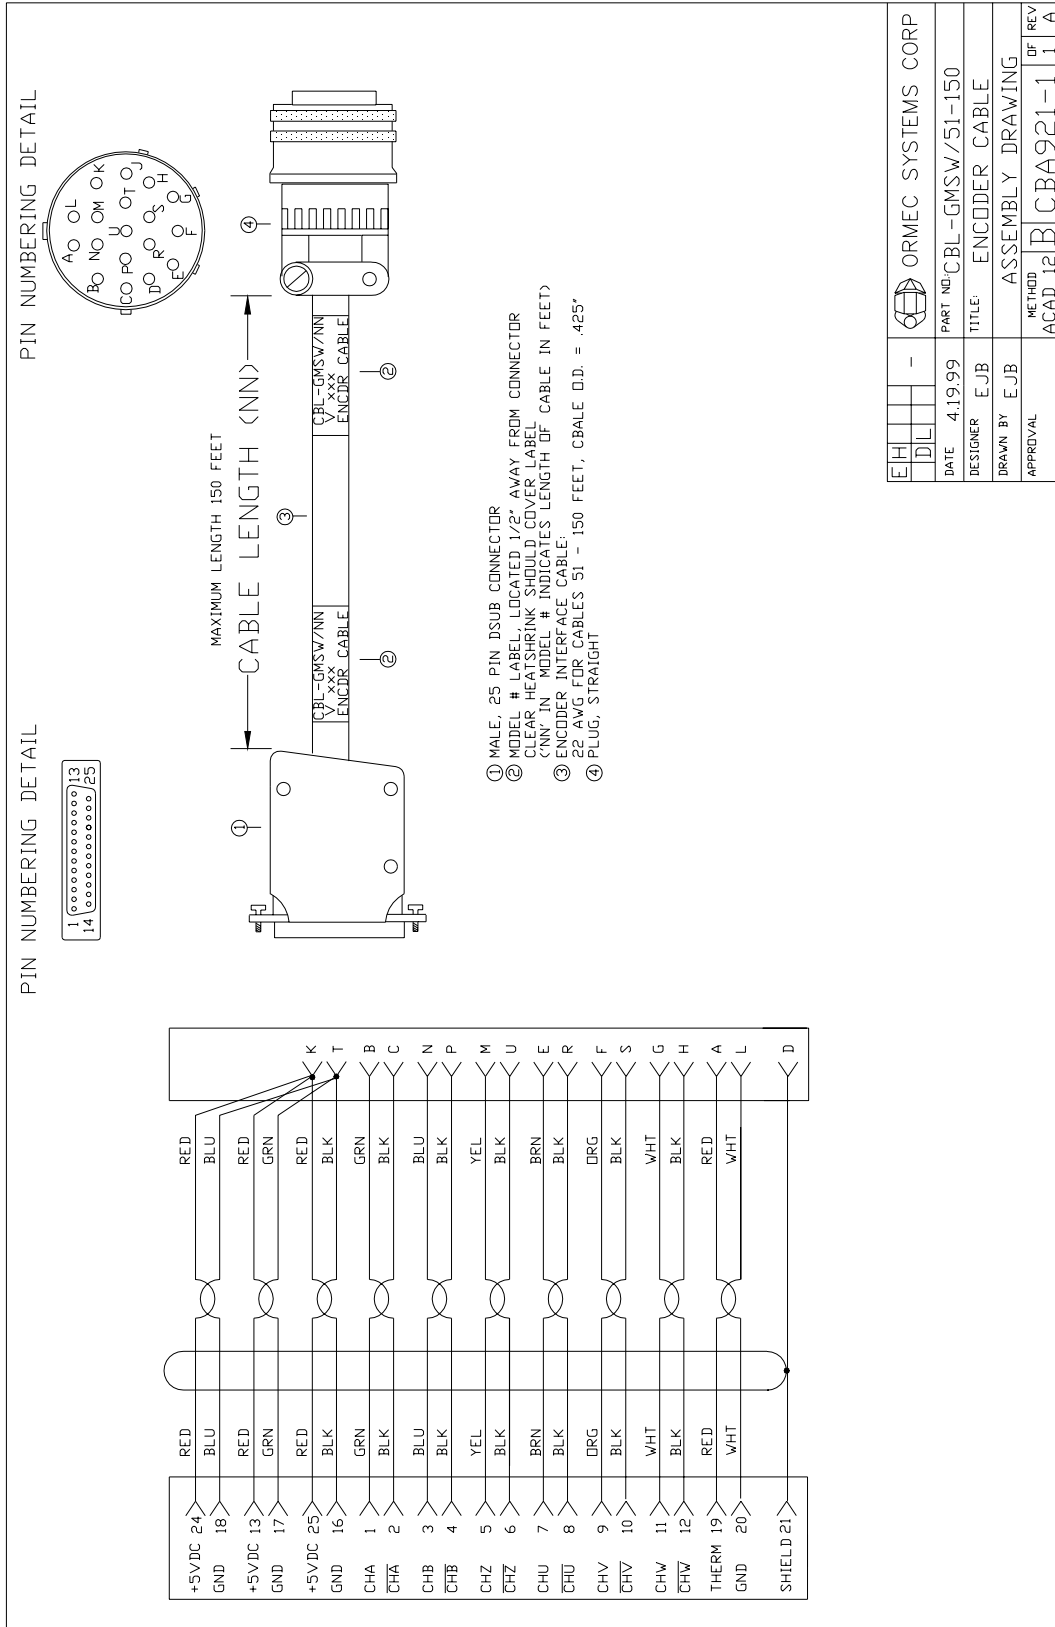 PIN NUMBERING DETAIL
1 13
14 25
PIN NUMBERING DETAIL
A L
B N M K
C P U T J
D R S H
E F G
+5VDC 24 RED RED
GND 18 BLU BLU
+5VDC 13 RED RED
GND 17 GRN GRN
+5VDC 25 RED RED K
GND 16 BLK BLK T
CHA 1 GRN GRN B
C̅H̅A̅ 2 BLK BLK C
CHB 3 BLU BLU N
C̅H̅B̅ 4 BLK BLK P
CHZ 5 YEL YEL M
C̅H̅Z̅ 6 BLK BLK U
CHU 7 BRN BRN E
C̅H̅U̅ 8 BLK BLK R
CHV 9 ORG ORG F
C̅H̅V̅ 10 BLK BLK S
CHW 11 WHT WHT G
C̅H̅W̅ 12 BLK BLK H
THERM 19 RED RED A
GND 20 WHT WHT L
SHIELD 21 D
MAXIMUM LENGTH 150 FEET
CABLE LENGTH (NN)
1
2
3
2
4
CBL-GMSW/NN
V XXX
ENCDR CABLE
CBL-GMSW/NN
V XXX
ENCDR CABLE
1 MALE, 25 PIN DSUB CONNECTOR
2 MODEL # LABEL, LOCATED 1/2" AWAY FROM CONNECTOR
CLEAR HEATSHRINK SHOULD COVER LABEL
('NN' IN MODEL # INDICATES LENGTH OF CABLE IN FEET)
3 ENCODER INTERFACE CABLE:
22 AWG FOR CABLES 51 - 150 FEET, CBALE O.D. = .425"
4 PLUG, STRAIGHT
EH
DL -
ORMEC SYSTEMS CORP
DATE 4.19.99
PART NO.: CBL-GMSW/51-150
DESIGNER EJB
TITLE: ENCODER CABLE
DRAWN BY EJB
ASSEMBLY DRAWING
APPROVAL
METHOD
ACAD 12
B CBA921-1
OF
1
REV
A